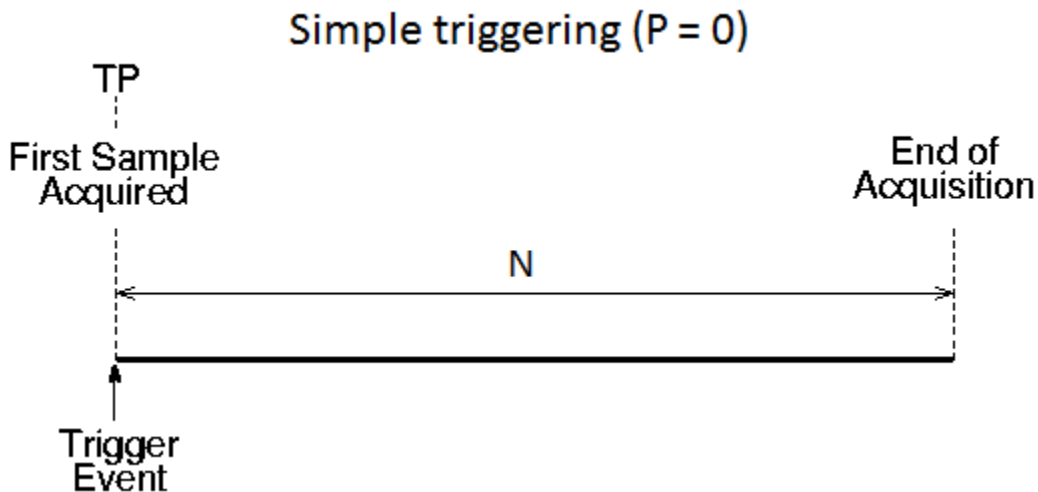 Simple triggering (P = 0)
TP
First Sample
Acquired
End of
Acquisition
N
Trigger
Event